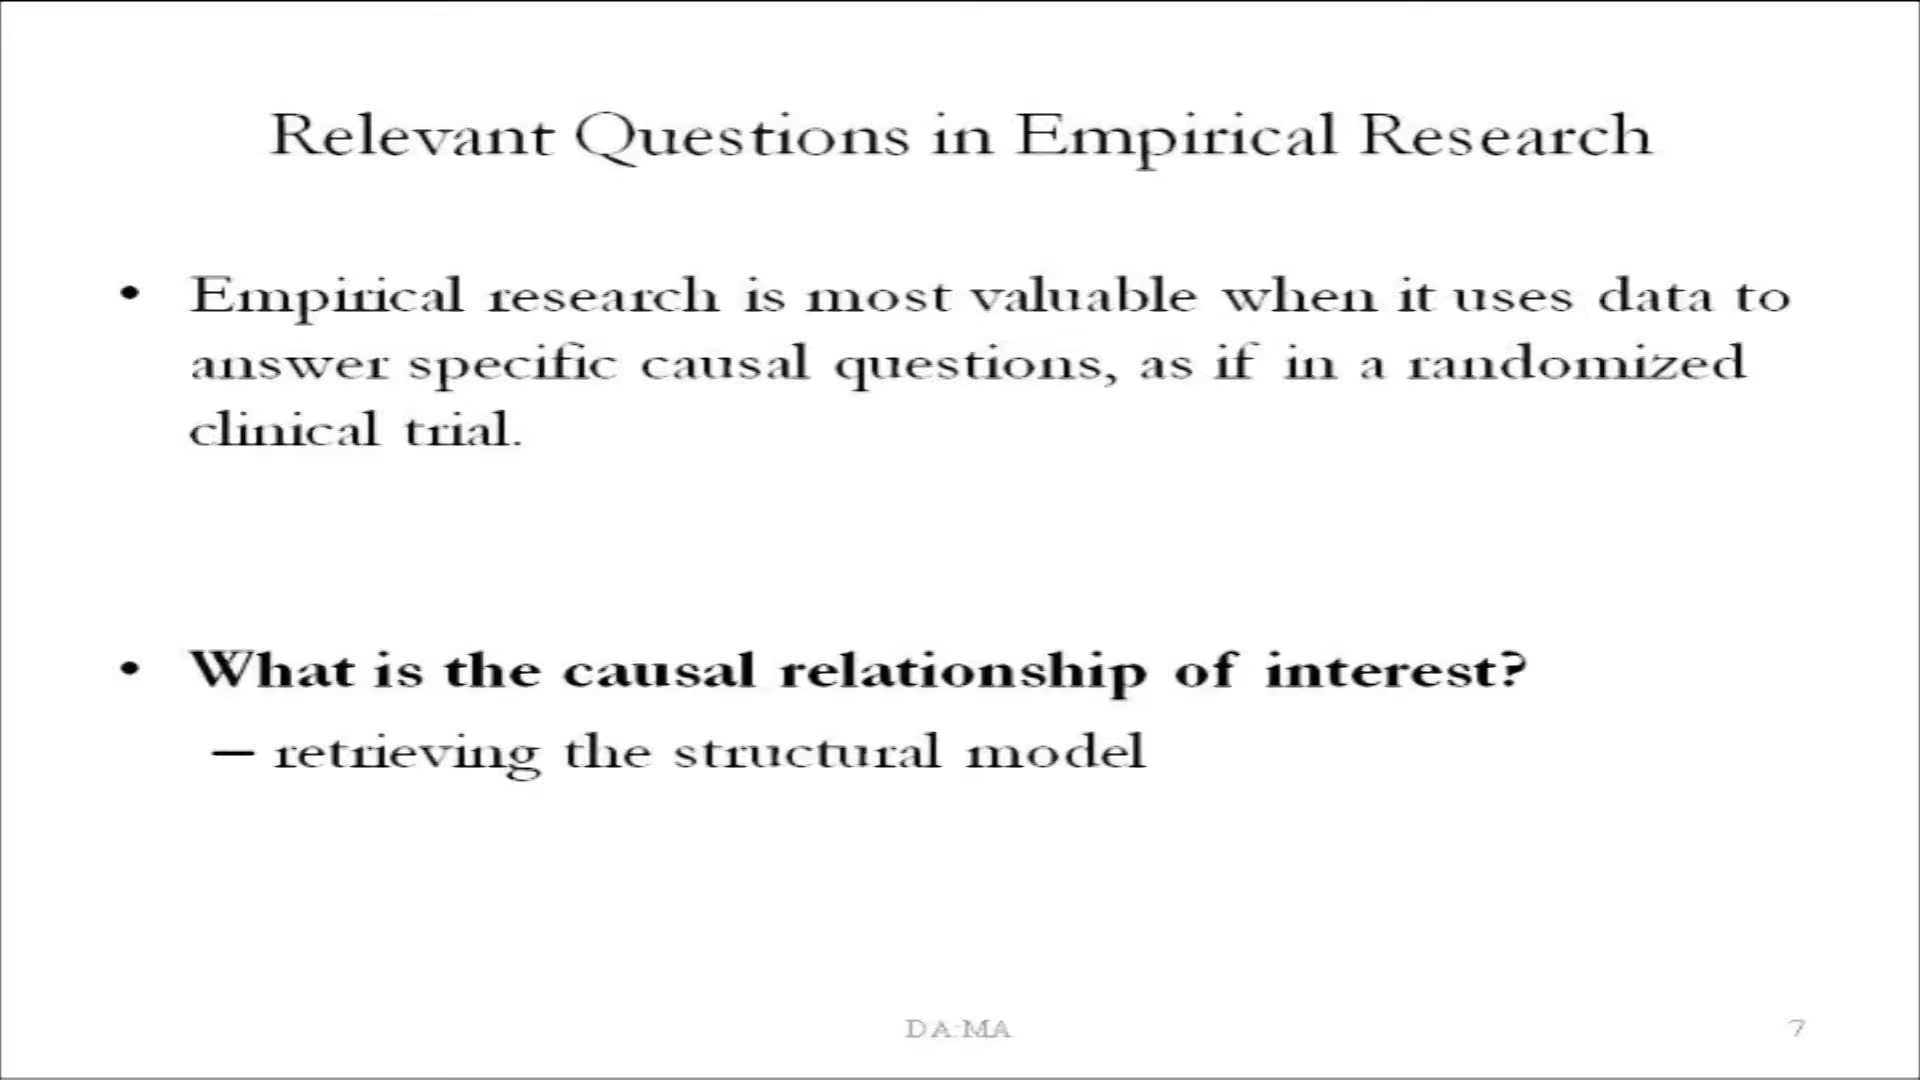 Relevant Questions in Empirical Research
• Empirical research is most valuable when it uses data to
answer specific causal questions, as if in a randomized
clinical trial.
• What is the causal relationship of interest?
– retrieving the structural model
DA:MA
7